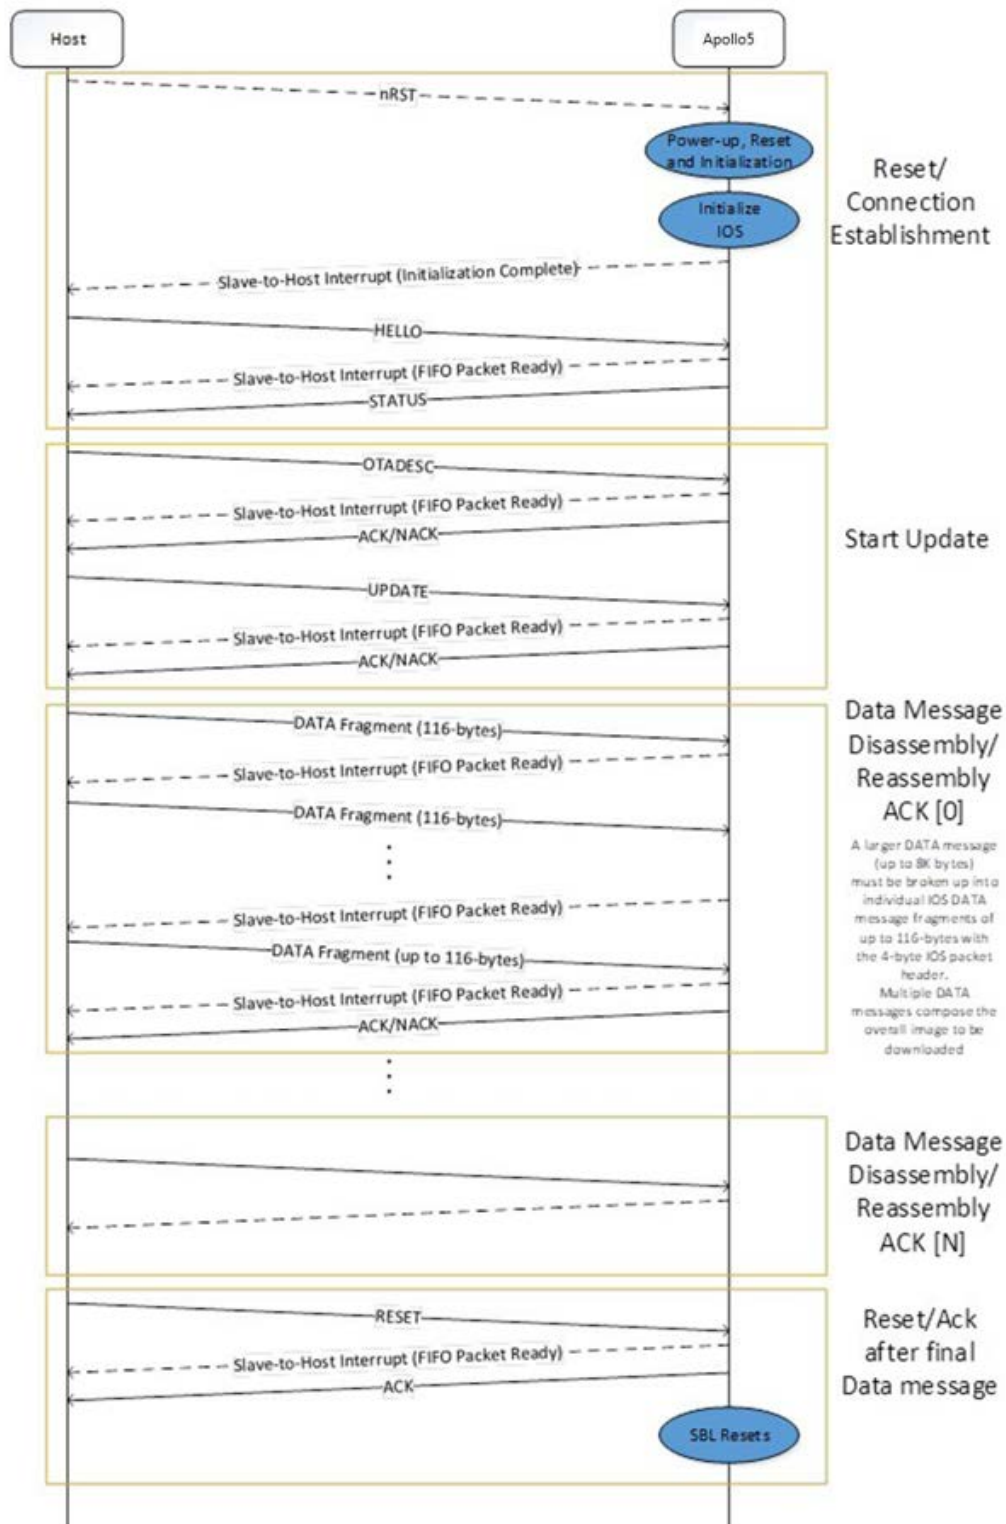 Host
Apollo5
nRST
Power-up, Reset
and Initialization
Initialize
IOS
Reset/
Connection
Establishment
Slave-to-Host Interrupt (Initialization Complete)
HELLO
Slave-to-Host Interrupt (FIFO Packet Ready)
STATUS
OTADESC
Slave-to-Host Interrupt (FIFO Packet Ready)
ACK/NACK
Start Update
UPDATE
Slave-to-Host Interrupt (FIFO Packet Ready)
ACK/NACK
DATA Fragment (116-bytes)
Slave-to-Host Interrupt (FIFO Packet Ready)
DATA Fragment (116-bytes)
Slave-to-Host Interrupt (FIFO Packet Ready)
DATA Fragment (up to 116-bytes)
Slave-to-Host Interrupt (FIFO Packet Ready)
ACK/NACK
Data Message
Disassembly/
Reassembly
ACK [0]
A larger DATA message
(up to 8K bytes)
must be broken up into
individual IOS DATA
message fragments of
up to 116-bytes with
the 4-byte IOS packet
header.
Multiple DATA
messages compose the
overall image to be
downloaded
Data Message
Disassembly/
Reassembly
ACK [N]
RESET
Slave-to-Host Interrupt (FIFO Packet Ready)
ACK
SBL Resets
Reset/Ack
after final
Data message